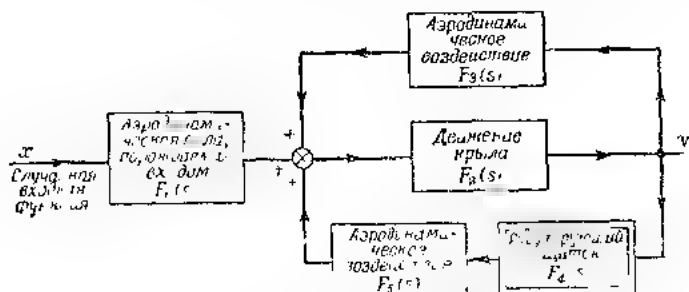 Аэродинами-
ческое
воздействие
F₃(s)
x
Случайная
входная
функция
F₁(s)
Движение
крыла
F₂(s)
y
Аэродинами-
ческое
воздействие
F₅(s)
F₄(s)
+
+
+